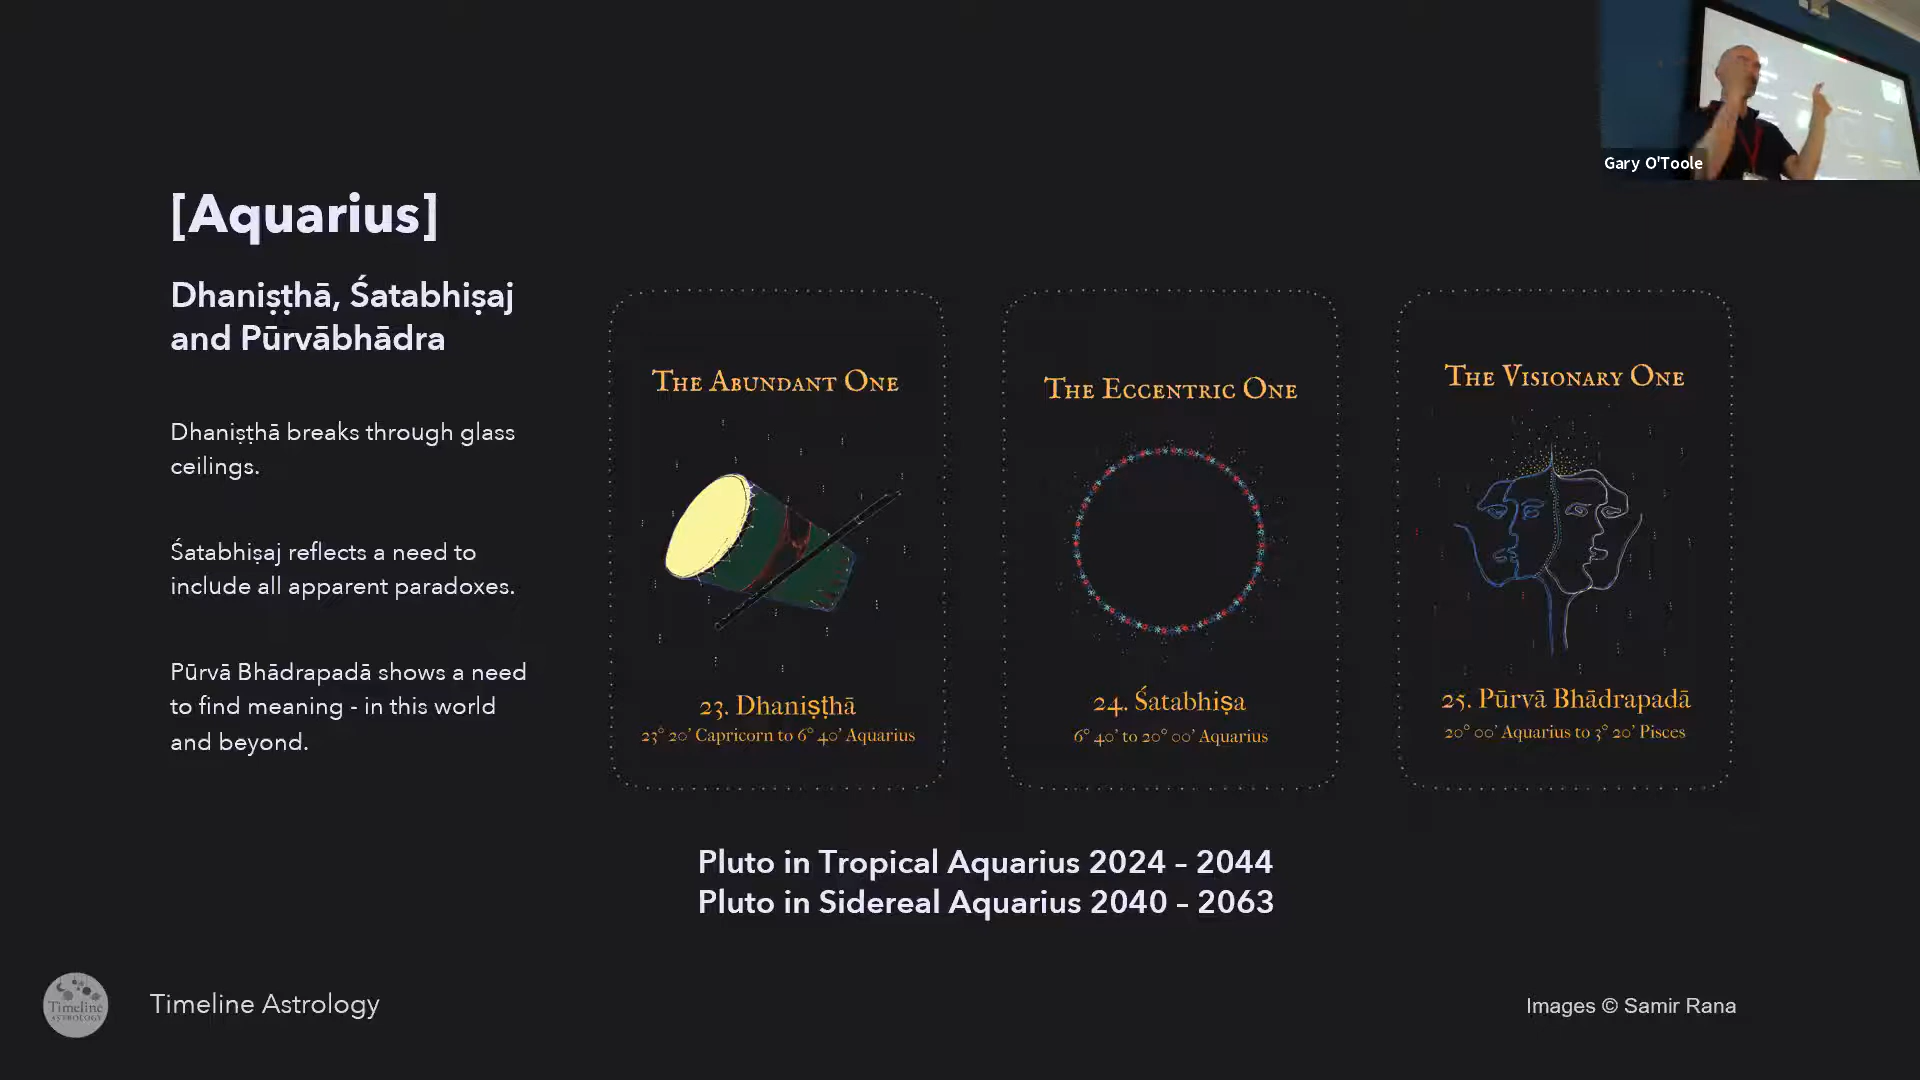 Gary O'Toole
[Aquarius]
Dhaniṣṭhā, Śatabhiṣaj
and Pūrvābhādra
Dhaniṣṭhā breaks through glass
ceilings.
Śatabhiṣaj reflects a need to
include all apparent paradoxes.
Pūrvā Bhādrapadā shows a need
to find meaning - in this world
and beyond.
The Abundant One
23. Dhaniṣṭhā
23° 20' Capricorn to 6° 40' Aquarius
The Eccentric One
24. Śatabhiṣa
6° 40' to 20° 00' Aquarius
The Visionary One
25. Pūrvā Bhādrapadā
20° 00' Aquarius to 3° 20' Pisces
Pluto in Tropical Aquarius 2024 – 2044
Pluto in Sidereal Aquarius 2040 – 2063
Timeline
ASTROLOGY
Timeline Astrology
Images © Samir Rana